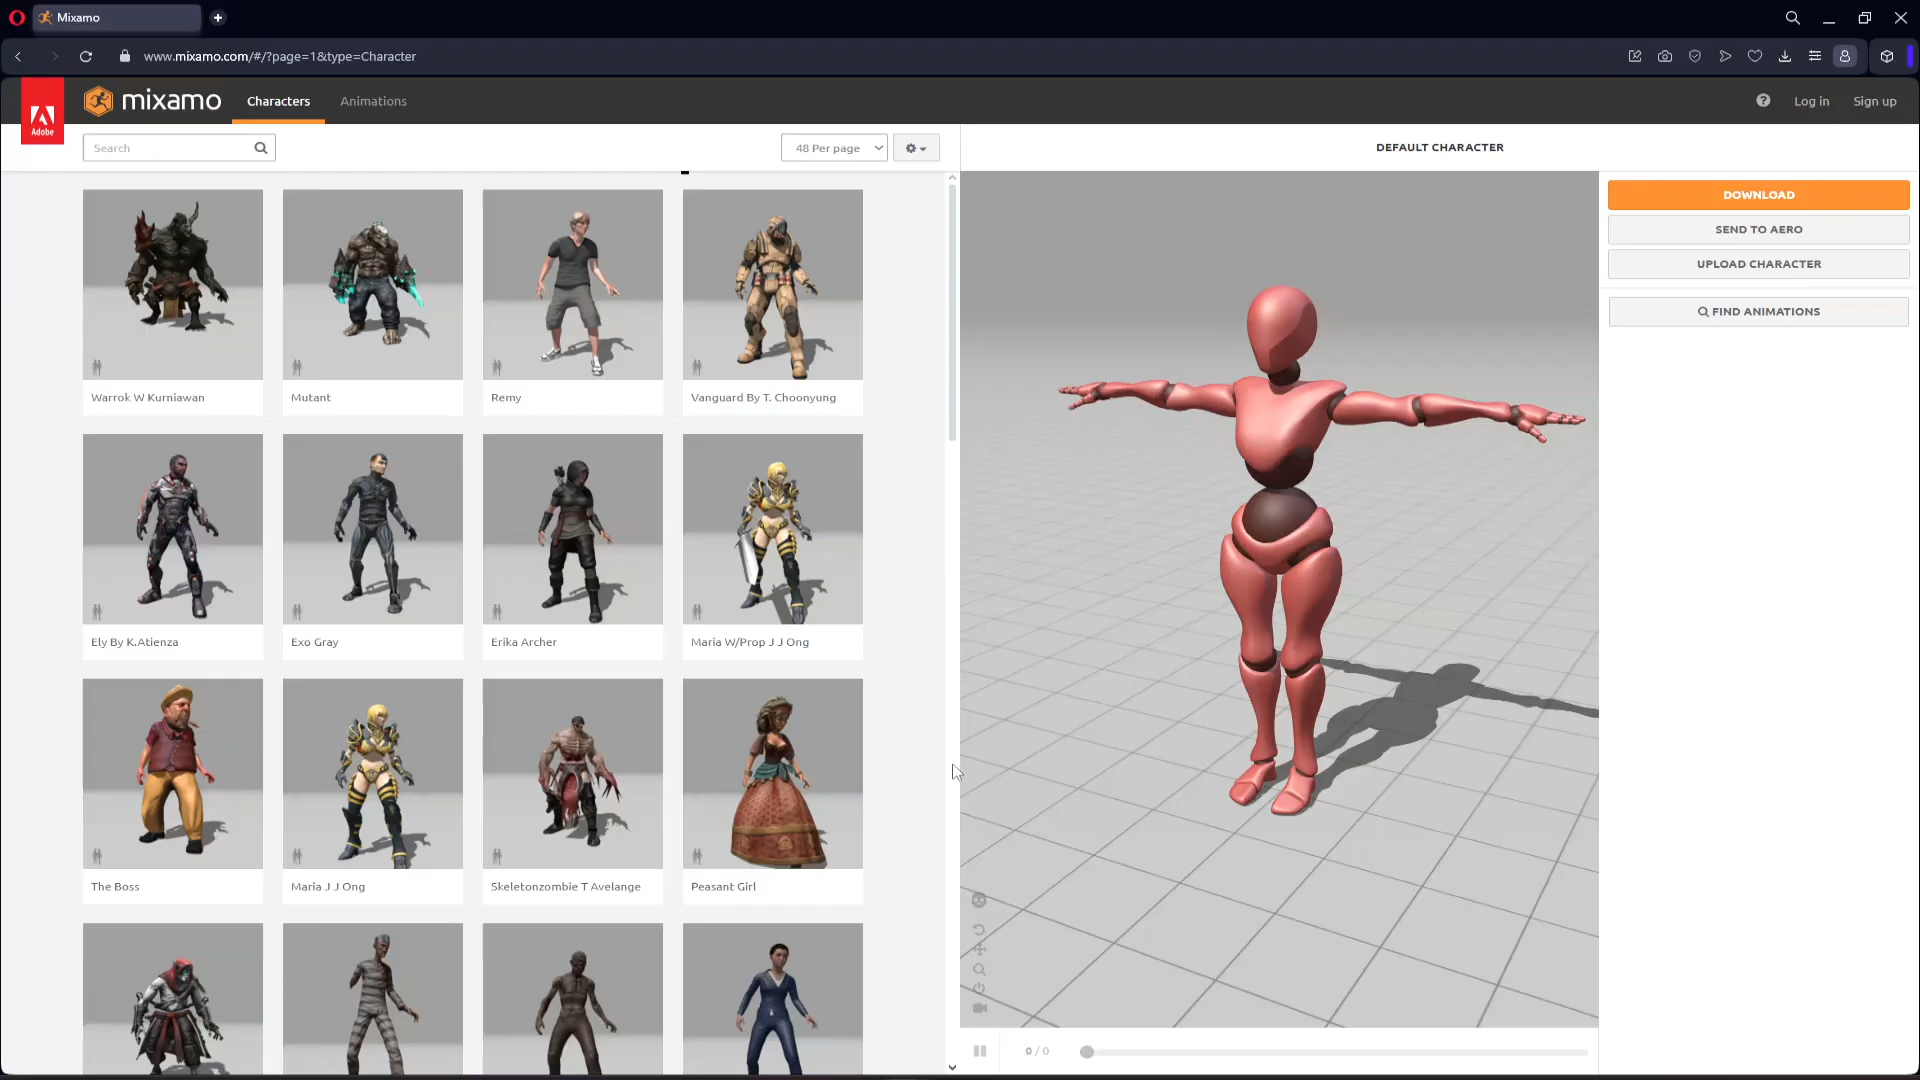 Mixamo
www.mixamo.com/#/?page=1&type=Character
Adobe
mixamo
Characters
Animations
Log in
Sign up
Search
48 Per page
DEFAULT CHARACTER
DOWNLOAD
SEND TO AERO
UPLOAD CHARACTER
FIND ANIMATIONS
Warrok W Kurniawan
Mutant
Remy
Vanguard By T. Choonyung
Ely By K.Atienza
Exo Gray
Erika Archer
Maria W/Prop J J Ong
The Boss
Maria J J Ong
Skeletonzombie T Avelange
Peasant Girl
0 / 0